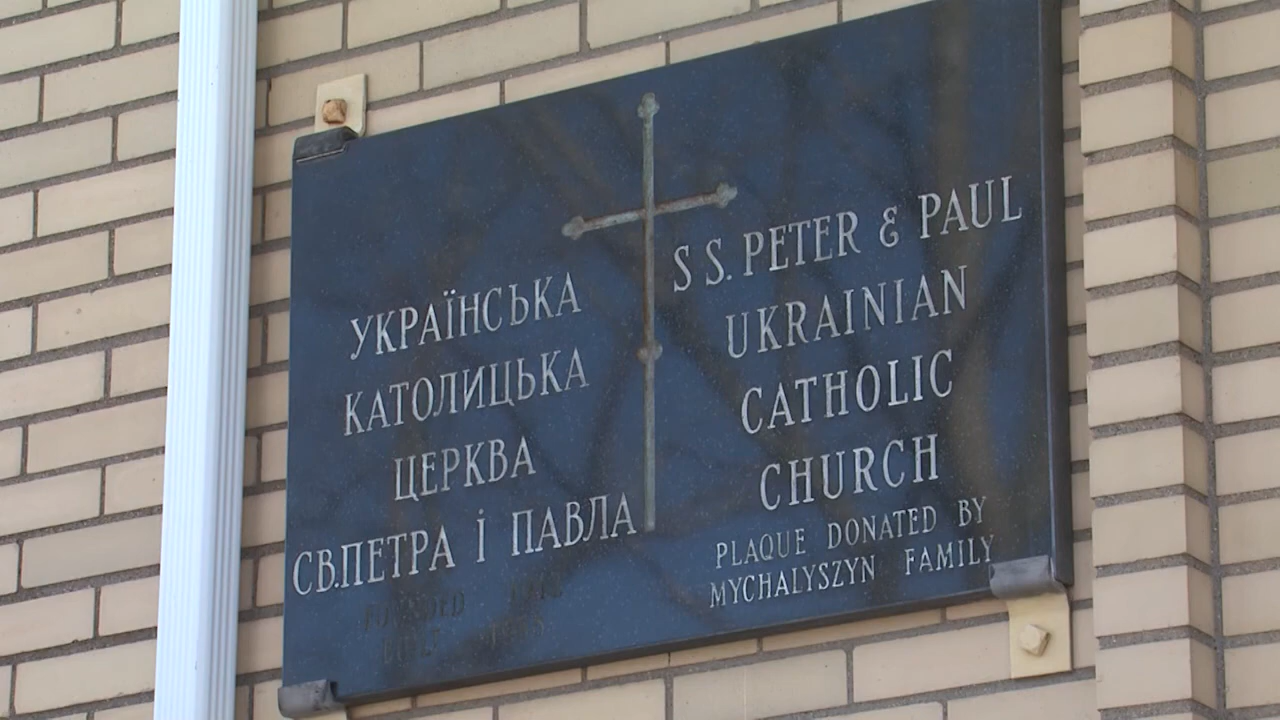 УКРАЇНСЬКА
КАТОЛИЦЬКА
ЦЕРКВА
СВ.ПЕТРА І ПАВЛА
S S. PETER & PAUL
UKRAINIAN
CATHOLIC
CHURCH
PLAQUE DONATED BY
MYCHALYSZYN FAMILY